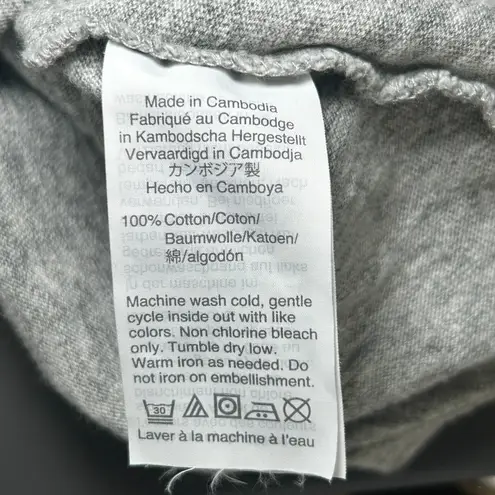 Made in Cambodia
Fabriqué au Cambodge
in Kambodscha Hergestellt
Vervaardigd in Cambodja
カンボジア製
Hecho en Camboya
100% Cotton/Coton/
Baumwolle/Katoen/
綿/algodón
Machine wash cold, gentle
cycle inside out with like
colors. Non chlorine bleach
only. Tumble dry low.
Warm iron as needed. Do
not iron on embellishment.
30
Laver à la machine à l'eau